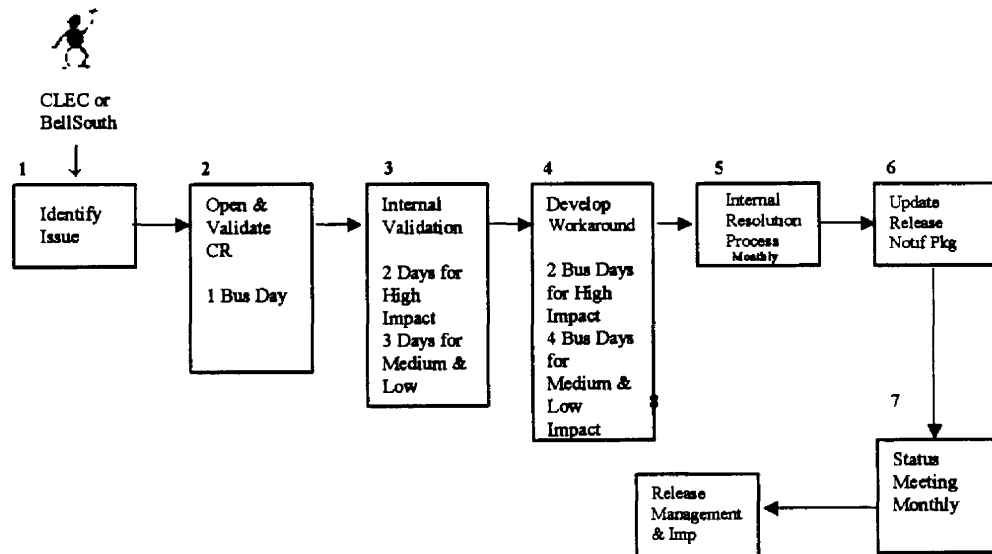 CLEC or
BellSouth
1
Identify
Issue
2
Open &
Validate
CR
1 Bus Day
3
Internal
Validation
2 Days for
High
Impact
3 Days for
Medium &
Low
4
Develop
Workaround
2 Bus Days
for High
Impact
4 Bus Days
for
Medium &
Low
Impact
5
Internal
Resolution
Process
Monthly
6
Update
Release
Notif Pkg
7
Status
Meeting
Monthly
8
Release
Management
& Imp